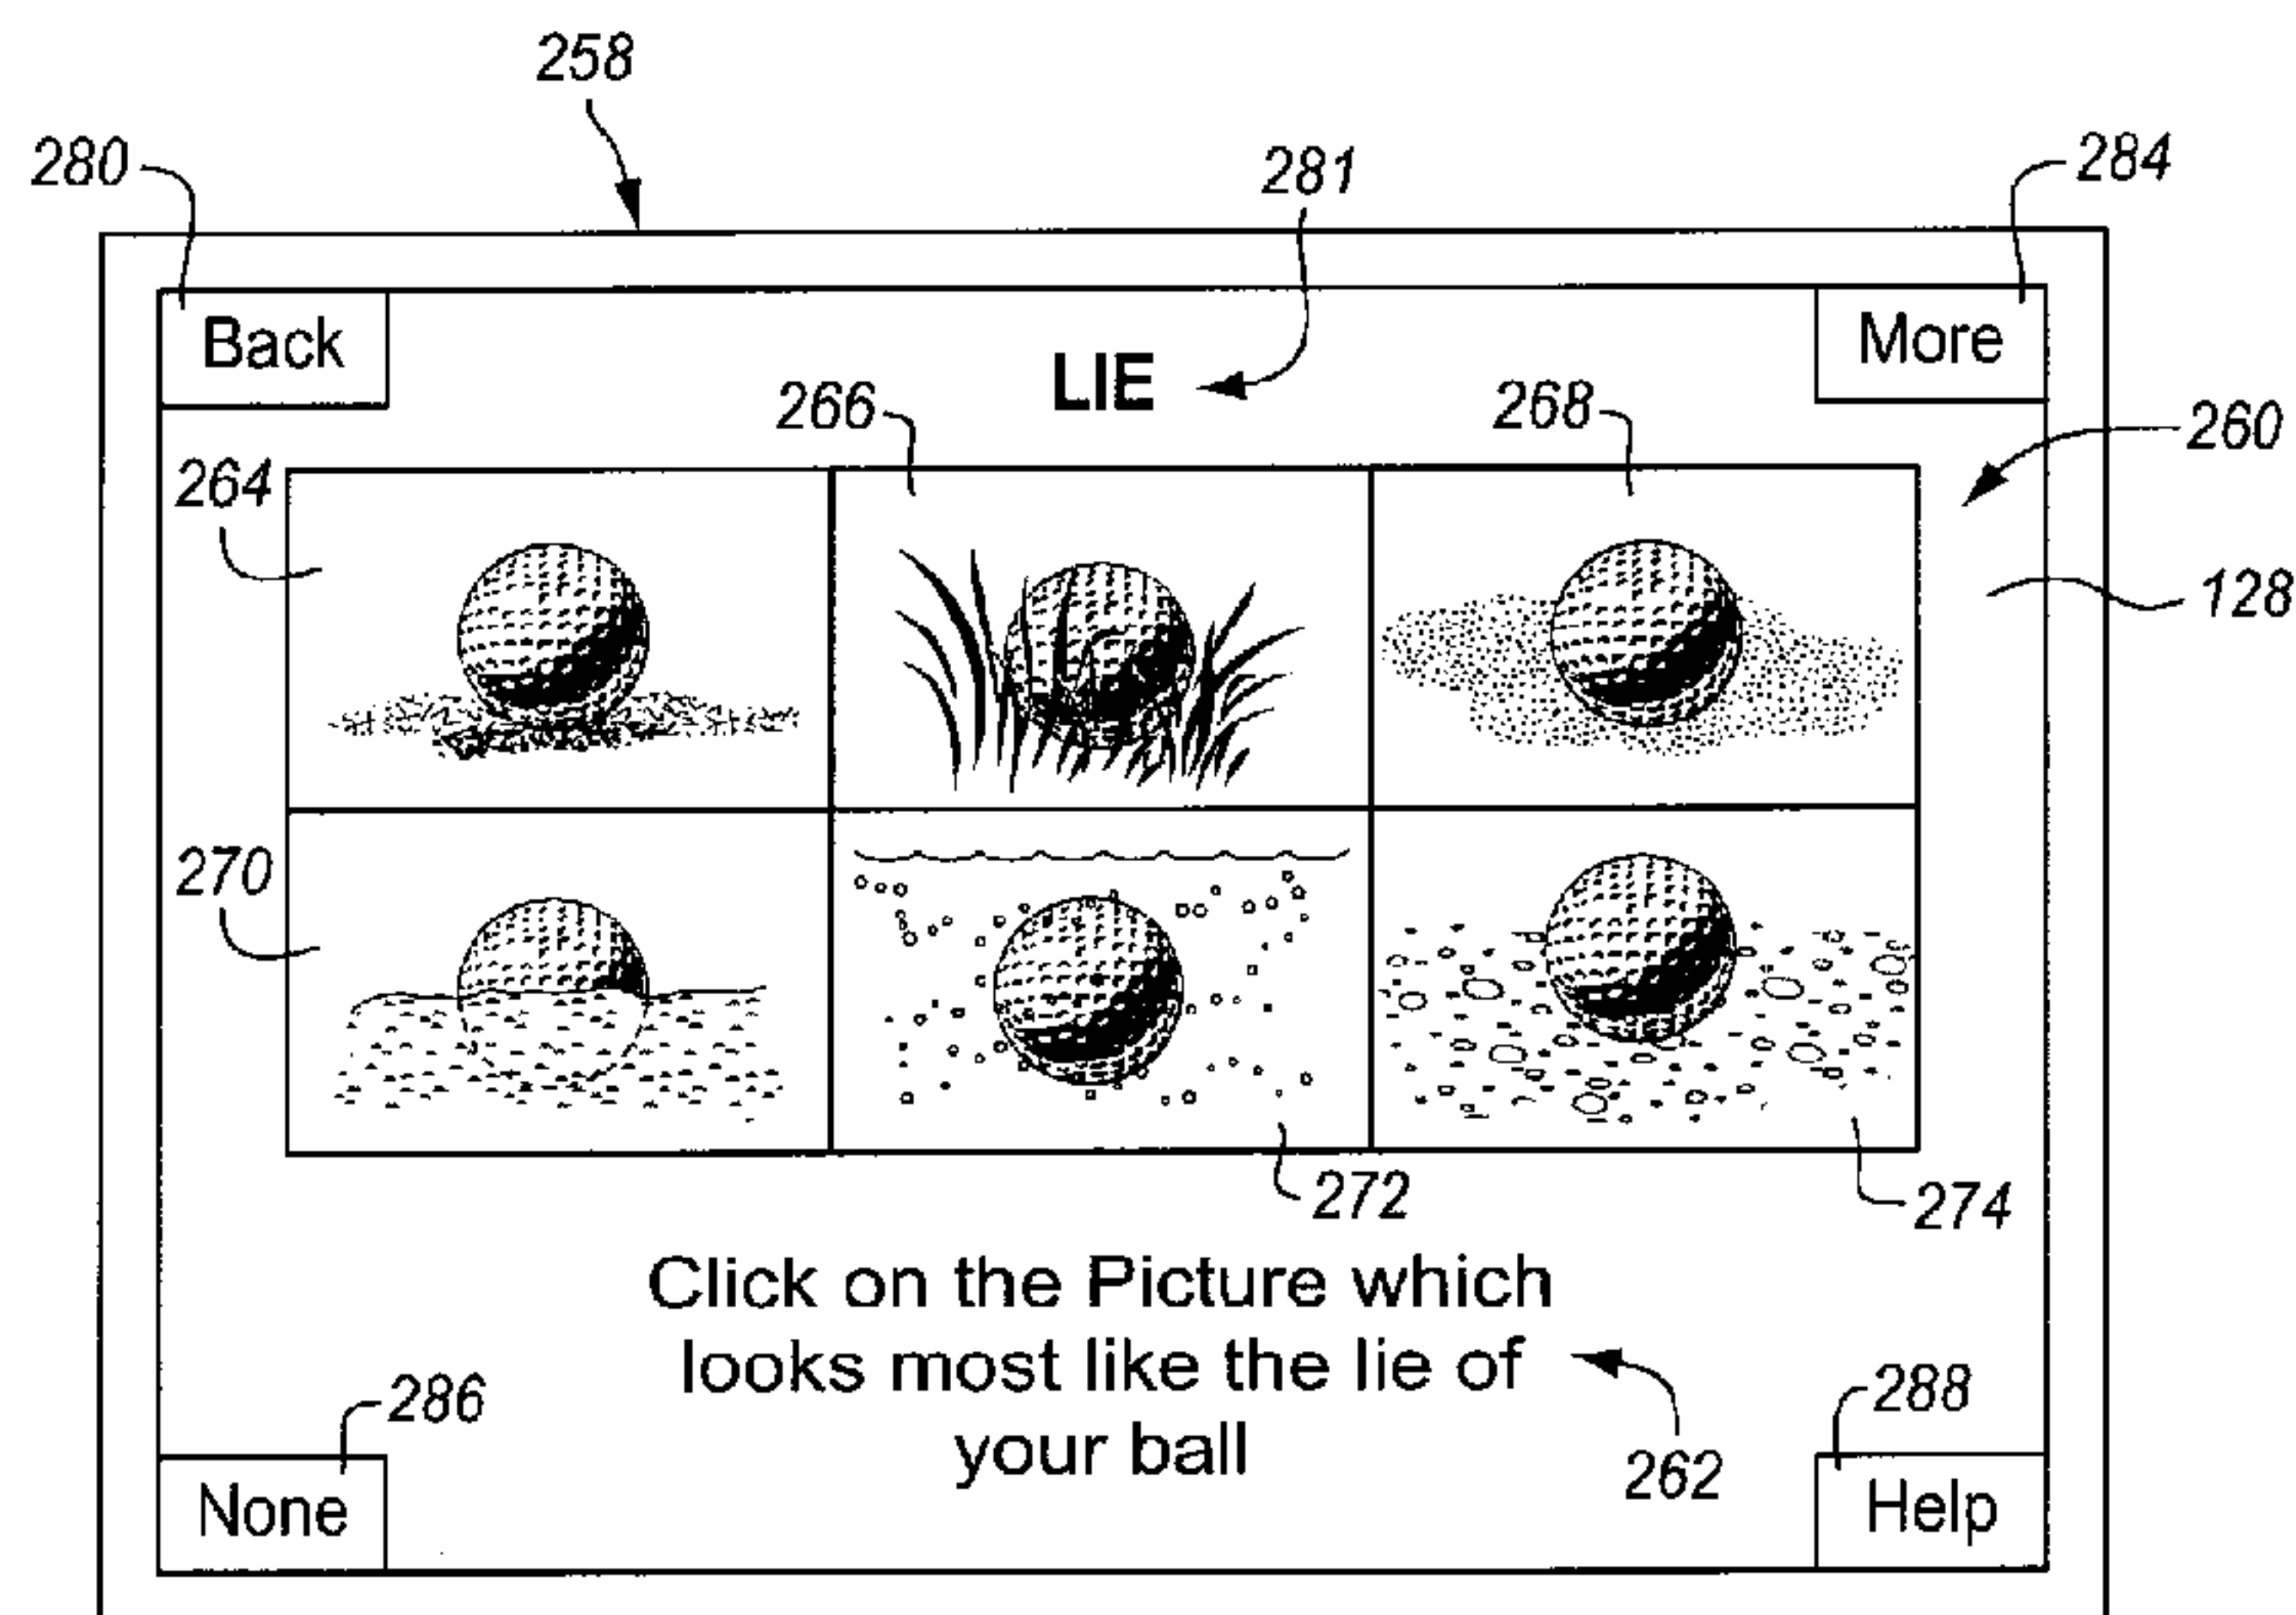 258
280
281
284
Back
LIE
More
266
268
260
264
128
270
272
274
Click on the Picture which
looks most like the lie of
your ball
286
288
262
None
Help